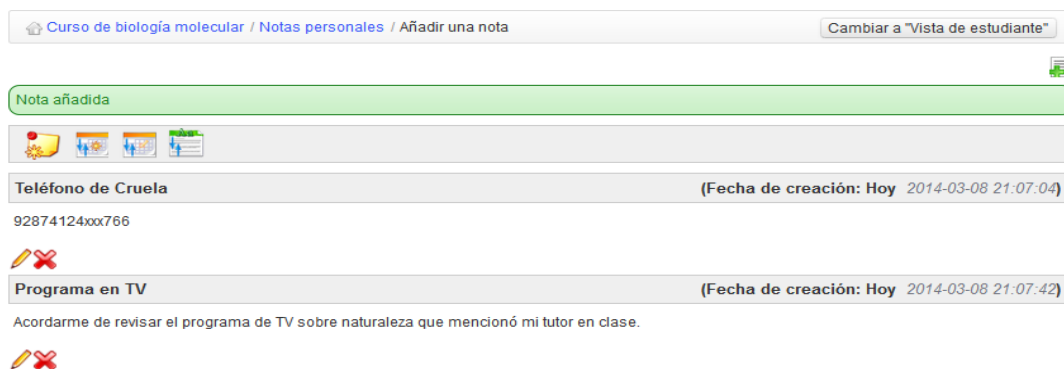 Curso de biología molecular / Notas personales / Añadir una nota
Cambiar a "Vista de estudiante"
Nota añadida
Teléfono de Cruela
(Fecha de creación: Hoy 2014-03-08 21:07:04)
92874124xxx766
Programa en TV
(Fecha de creación: Hoy 2014-03-08 21:07:42)
Acordarme de revisar el programa de TV sobre naturaleza que mencionó mi tutor en clase.